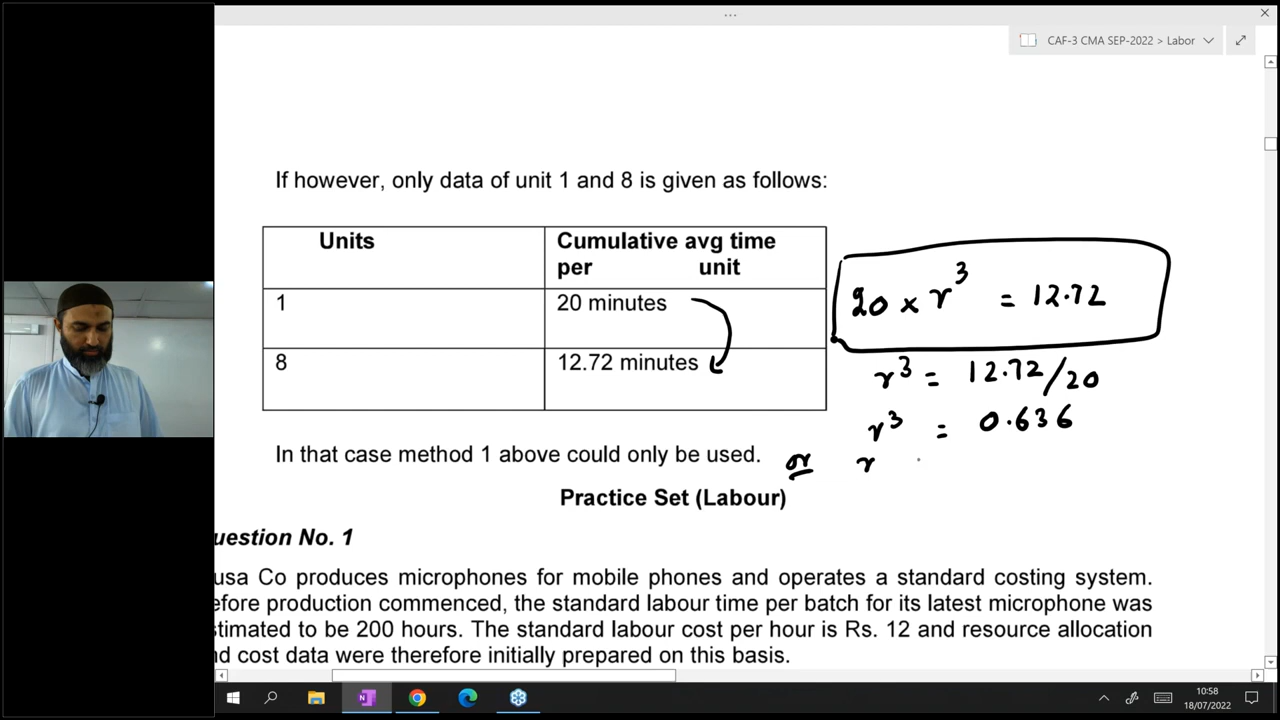 CAF-3 CMA SEP-2022 > Labor
If however, only data of unit 1 and 8 is given as follows:
Units Cumulative avg time per unit
1 20 minutes
8 12.72 minutes
20 × r³ = 12.72
r³ = 12.72/20
r³ = 0.636
In that case method 1 above could only be used. or r
Practice Set (Labour)
uestion No. 1
usa Co produces microphones for mobile phones and operates a standard costing system.
efore production commenced, the standard labour time per batch for its latest microphone was
stimated to be 200 hours. The standard labour cost per hour is Rs. 12 and resource allocation
nd cost data were therefore initially prepared on this basis.
10:58
18/07/2022